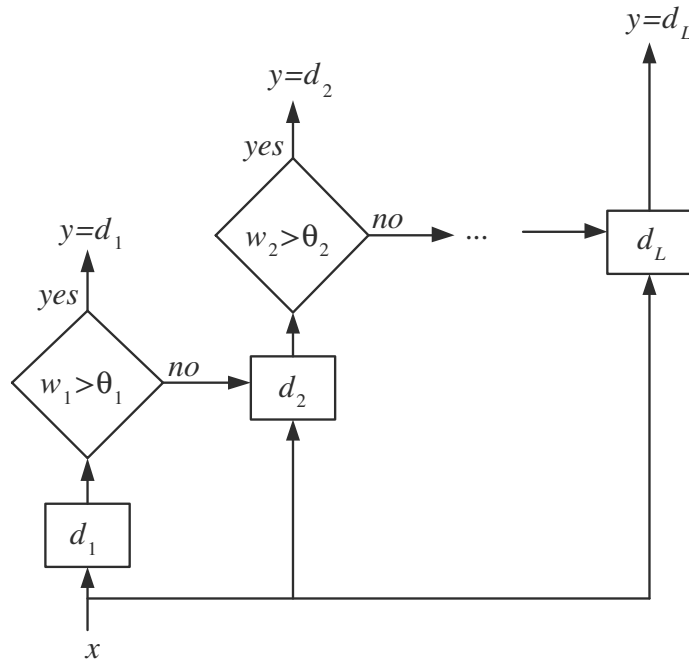 y=d_L
y=d_2
yes
w_2>θ_2
no
...
d_L
y=d_1
yes
w_1>θ_1
no
d_2
d_1
x